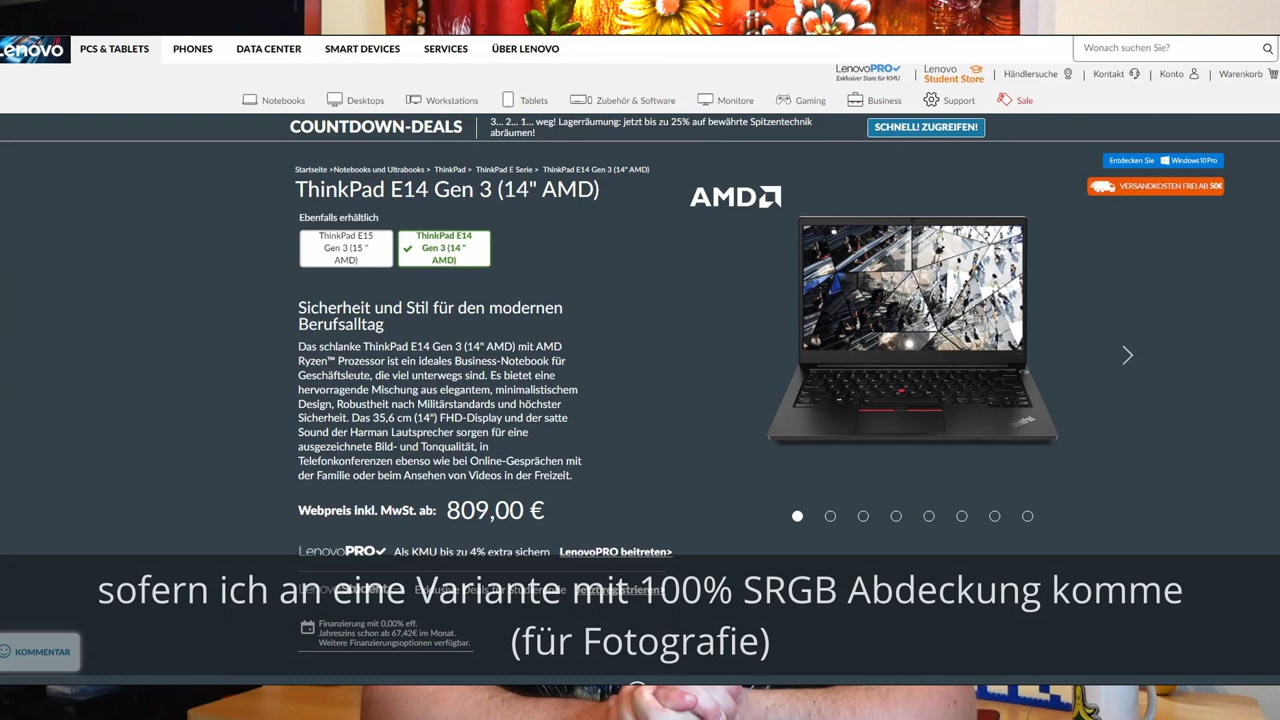 Lenovo
PCS & TABLETS PHONES DATA CENTER SMART DEVICES SERVICES ÜBER LENOVO
Wonach suchen Sie?
LenovoPRO
Exklusiver Store für KMU
Lenovo
Student Store
Händlersuche Kontakt Konto Warenkorb
Notebooks Desktops Workstations Tablets Zubehör & Software Monitore Gaming Business Support Sale
COUNTDOWN-DEALS
3... 2... 1... weg! Lagerräumung: jetzt bis zu 25% auf bewährte Spitzentechnik
abräumen!
SCHNELL! ZUGREIFEN!
Startseite >Notebooks und Ultrabooks > ThinkPad > ThinkPad E Serie > ThinkPad E14 Gen 3 (14" AMD)
Entdecken Sie Windows10 Pro
VERSANDKOSTEN FREI AB 50€
ThinkPad E14 Gen 3 (14" AMD)
AMD
Ebenfalls erhältlich
ThinkPad E15
Gen 3 (15 "
AMD)
ThinkPad E14
Gen 3 (14 "
AMD)
Sicherheit und Stil für den modernen
Berufsalltag
Das schlanke ThinkPad E14 Gen 3 (14" AMD) mit AMD
Ryzen™ Prozessor ist ein ideales Business-Notebook für
Geschäftsleute, die viel unterwegs sind. Es bietet eine
hervorragende Mischung aus elegantem, minimalistischem
Design, Robustheit nach Militärstandards und höchster
Sicherheit. Das 35,6 cm (14") FHD-Display und der satte
Sound der Harman Lautsprecher sorgen für eine
ausgezeichnete Bild- und Tonqualität, in
Telefonkonferenzen ebenso wie bei Online-Gesprächen mit
der Familie oder beim Ansehen von Videos in der Freizeit.
ThinkPad
Webpreis inkl. MwSt. ab: 809,00 €
LenovoPRO Als KMU bis zu 4% extra sichern LenovoPRO beitreten>
Exklusive Deals für Studierende Jetzt registrieren>
sofern ich an eine Variante mit 100% SRGB Abdeckung komme
(für Fotografie)
Finanzierung mit 0,00% eff.
Jahreszins schon ab 67,42€ im Monat.
Weitere Finanzierungsoptionen verfügbar.
KOMMENTAR